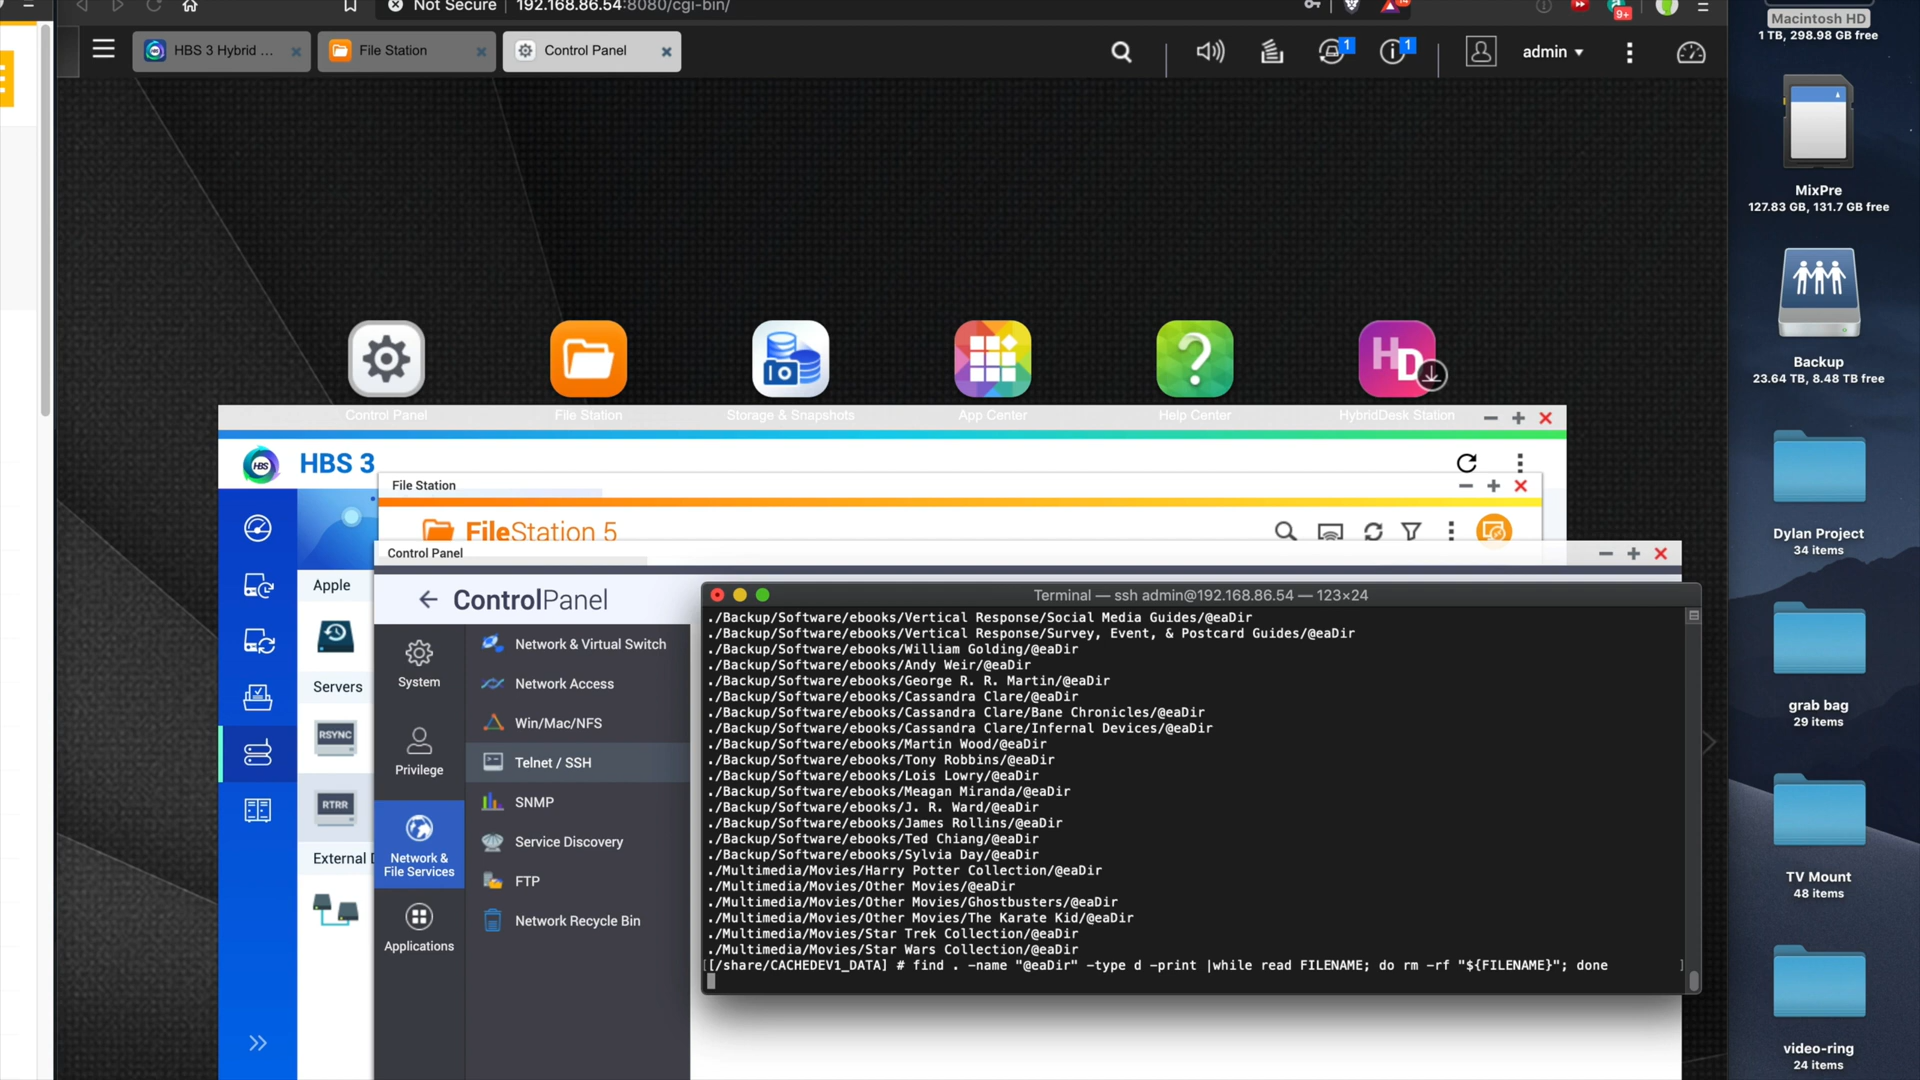 Not Secure
192.168.86.54:8080/cgi-bin/
9+
HBS 3 Hybrid ...
File Station
Control Panel
1
1
admin
Control Panel
File Station
Storage & Snapshots
App Center
Help Center
HD
HybridDesk Station
HBS
HBS 3
File Station
FileStation 5
Control Panel
ControlPanel
Apple
Servers
RSYNC
RTRR
External D
System
Privilege
Network &
File Services
Applications
Network & Virtual Switch
Network Access
Win/Mac/NFS
Telnet / SSH
SNMP
Service Discovery
FTP
Network Recycle Bin
Terminal — ssh admin@192.168.86.54 — 123×24
./Backup/Software/ebooks/Vertical Response/Social Media Guides/@eaDir
./Backup/Software/ebooks/Vertical Response/Survey, Event, & Postcard Guides/@eaDir
./Backup/Software/ebooks/William Golding/@eaDir
./Backup/Software/ebooks/Andy Weir/@eaDir
./Backup/Software/ebooks/George R. R. Martin/@eaDir
./Backup/Software/ebooks/Cassandra Clare/@eaDir
./Backup/Software/ebooks/Cassandra Clare/Bane Chronicles/@eaDir
./Backup/Software/ebooks/Cassandra Clare/Infernal Devices/@eaDir
./Backup/Software/ebooks/Martin Wood/@eaDir
./Backup/Software/ebooks/Tony Robbins/@eaDir
./Backup/Software/ebooks/Lois Lowry/@eaDir
./Backup/Software/ebooks/Meagan Miranda/@eaDir
./Backup/Software/ebooks/J. R. Ward/@eaDir
./Backup/Software/ebooks/James Rollins/@eaDir
./Backup/Software/ebooks/Ted Chiang/@eaDir
./Backup/Software/ebooks/Sylvia Day/@eaDir
./Multimedia/Movies/Harry Potter Collection/@eaDir
./Multimedia/Movies/Other Movies/@eaDir
./Multimedia/Movies/Other Movies/Ghostbusters/@eaDir
./Multimedia/Movies/Other Movies/The Karate Kid/@eaDir
./Multimedia/Movies/Star Trek Collection/@eaDir
./Multimedia/Movies/Star Wars Collection/@eaDir
[[/share/CACHEDEV1_DATA] # find . -name "@eaDir" -type d -print |while read FILENAME; do rm -rf "${FILENAME}"; done ]
Macintosh HD
1 TB, 298.98 GB free
MixPre
127.83 GB, 131.7 GB free
Backup
23.64 TB, 8.48 TB free
Dylan Project
34 items
grab bag
29 items
TV Mount
48 items
video-ring
24 items